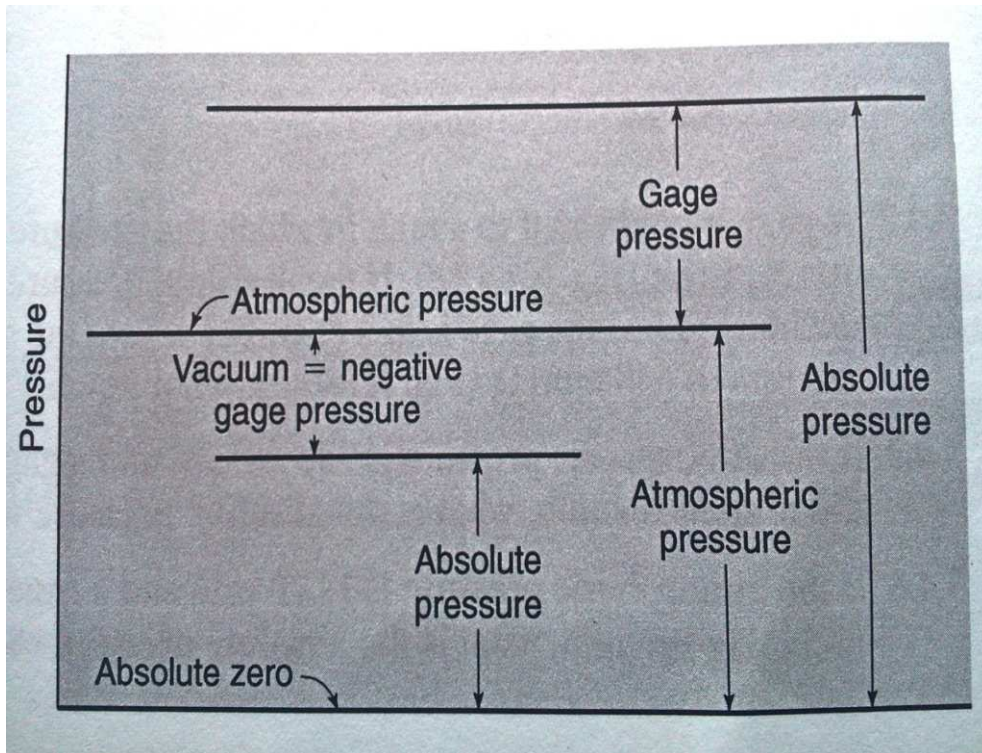 Gage
pressure
Atmospheric pressure
Vacuum = negative
gage pressure
Absolute
pressure
Atmospheric
pressure
Absolute
pressure
Absolute zero
Pressure